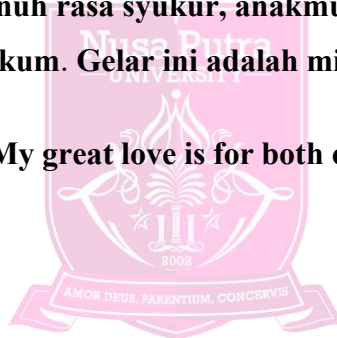 nuh rasa syukur, anakmu
Nusa Putra
kum. Gelar ini adalah mi
UNIVERSITY
My great love is for both
2002
AMOR DEUS, PARENTIUM, CONCERVIS